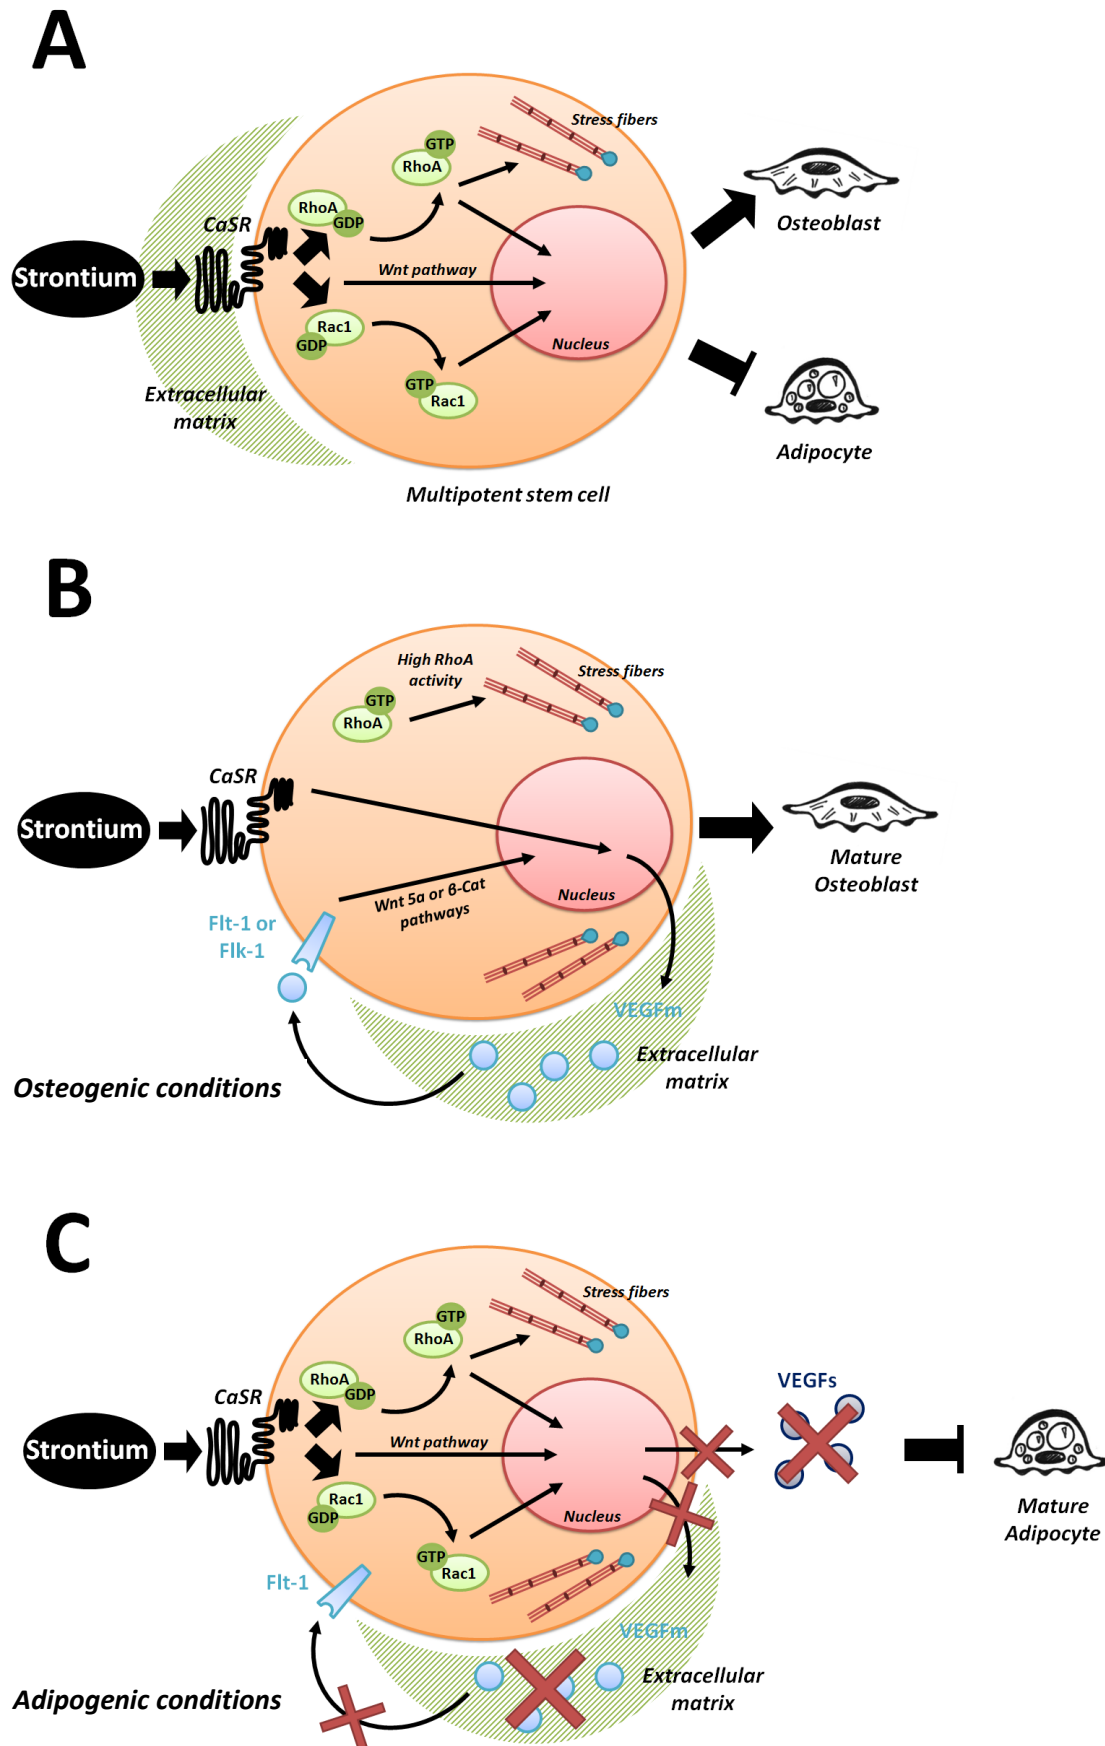 A
Stress fibers
GTP
RhoA
RhoA
GDP
CaSR
Strontium
Wnt pathway
Rac1
GDP
GTP
Rac1
Nucleus
Extracellular
matrix
Multipotent stem cell
Osteoblast
Adipocyte
B
High RhoA
activity
Stress fibers
GTP
RhoA
CaSR
Strontium
Wnt 5a or β-Cat
pathways
Nucleus
Flt-1 or
Flk-1
VEGFm
Extracellular
matrix
Mature
Osteoblast
Osteogenic conditions
C
Stress fibers
GTP
RhoA
RhoA
GDP
CaSR
Strontium
Wnt pathway
Rac1
GDP
GTP
Rac1
Nucleus
VEGFs
Mature
Adipocyte
Flt-1
VEGFm
Extracellular
matrix
Adipogenic conditions